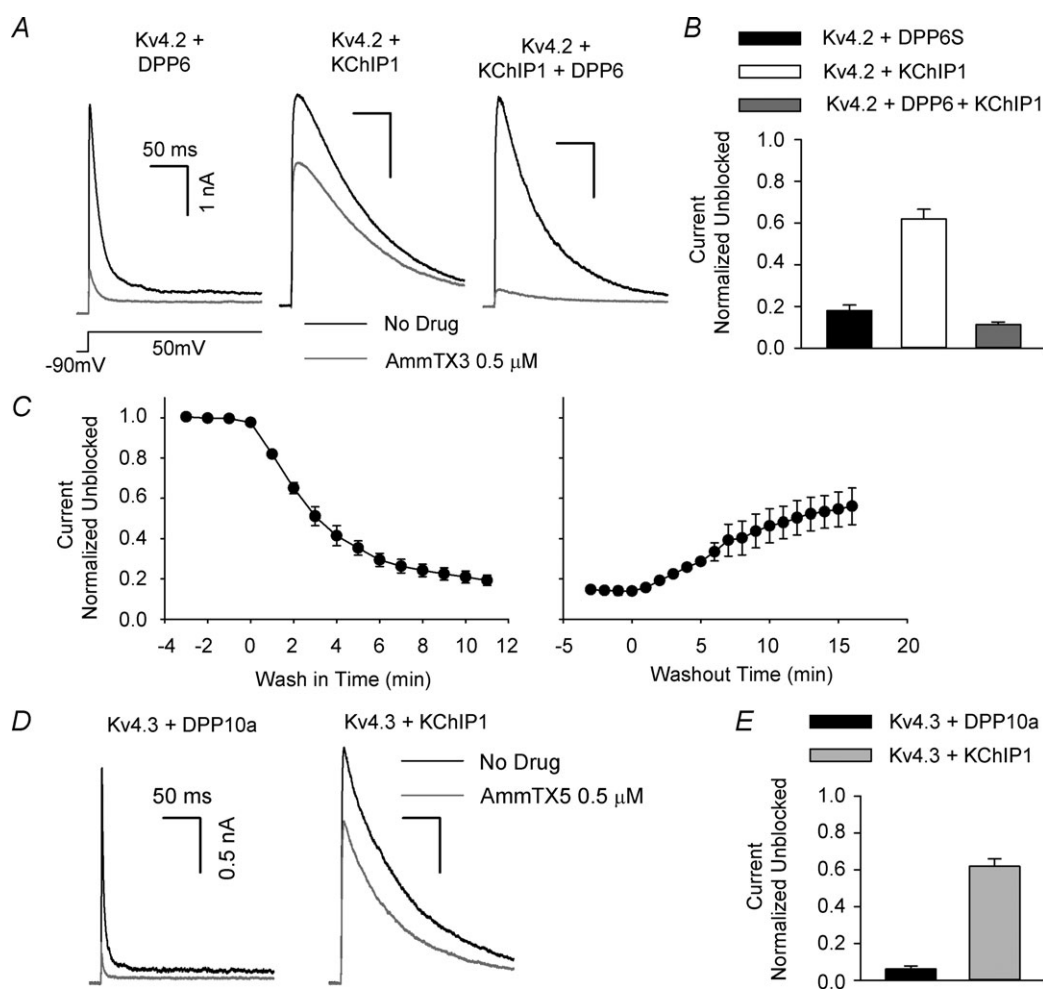 A
Kv4.2 +
DPP6
Kv4.2 +
KChIP1
Kv4.2 +
KChIP1 + DPP6
50 ms
1 nA
-90mV
50mV
No Drug
AmmTX3 0.5 μM
B
Kv4.2 + DPP6S
Kv4.2 + KChIP1
Kv4.2 + DPP6 + KChIP1
Current
Normalized Unblocked
1.0
0.8
0.6
0.4
0.2
0.0
C
Current
Normalized Unblocked
1.0
0.8
0.6
0.4
0.2
0.0
-4 -2 0 2 4 6 8 10 12
Wash in Time (min)
-5 0 5 10 15 20
Washout Time (min)
D
Kv4.3 + DPP10a
Kv4.3 + KChIP1
50 ms
0.5 nA
No Drug
AmmTX5 0.5 μM
E
Kv4.3 + DPP10a
Kv4.3 + KChIP1
Current
Normalized Unblocked
1.0
0.8
0.6
0.4
0.2
0.0